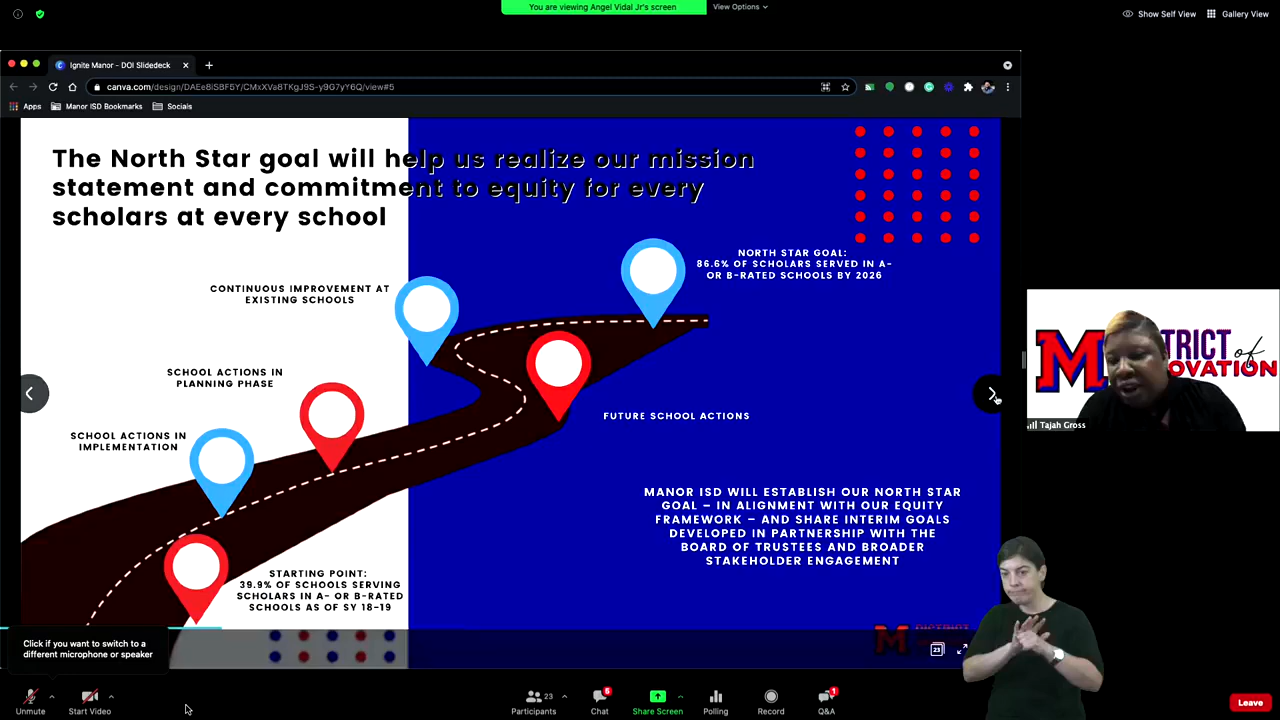 You are viewing Angel Vidal Jr's screen
View Options
Show Self View
Gallery View
Ignite Manor - DOI Slidedeck
canva.com/design/DAEe8iSBF5Y/CMxXVa8TKgJ9S-y9G7yY6Q/view#5
Apps
Manor ISD Bookmarks
Socials
The North Star goal will help us realize our mission
statement and commitment to equity for every
scholars at every school
NORTH STAR GOAL:
86.6% OF SCHOLARS SERVED IN A-
OR B-RATED SCHOOLS BY 2026
CONTINUOUS IMPROVEMENT AT
EXISTING SCHOOLS
SCHOOL ACTIONS IN
PLANNING PHASE
FUTURE SCHOOL ACTIONS
SCHOOL ACTIONS IN
IMPLEMENTATION
MANOR ISD WILL ESTABLISH OUR NORTH STAR
GOAL – IN ALIGNMENT WITH OUR EQUITY
FRAMEWORK – AND SHARE INTERIM GOALS
DEVELOPED IN PARTNERSHIP WITH THE
BOARD OF TRUSTEES AND BROADER
STAKEHOLDER ENGAGEMENT
STARTING POINT:
39.9% OF SCHOOLS SERVING
SCHOLARS IN A- OR B-RATED
SCHOOLS AS OF SY 18-19
M
TRICT of
OVATION
Tajah Gross
Click if you want to switch to a
different microphone or speaker
M
23
Unmute
Start Video
Participants
23
Chat
6
Share Screen
Polling
Record
Q&A
1
Leave